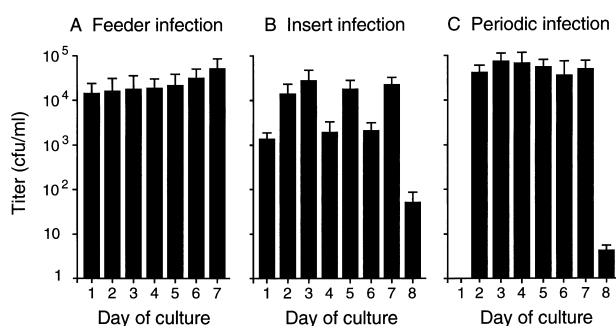 A Feeder infection B Insert infection C Periodic infection
10⁵
10⁴
10³
10²
10
1
Titer (cfu/ml)
1 2 3 4 5 6 7 1 2 3 4 5 6 7 8 1 2 3 4 5 6 7 8
Day of culture Day of culture Day of culture